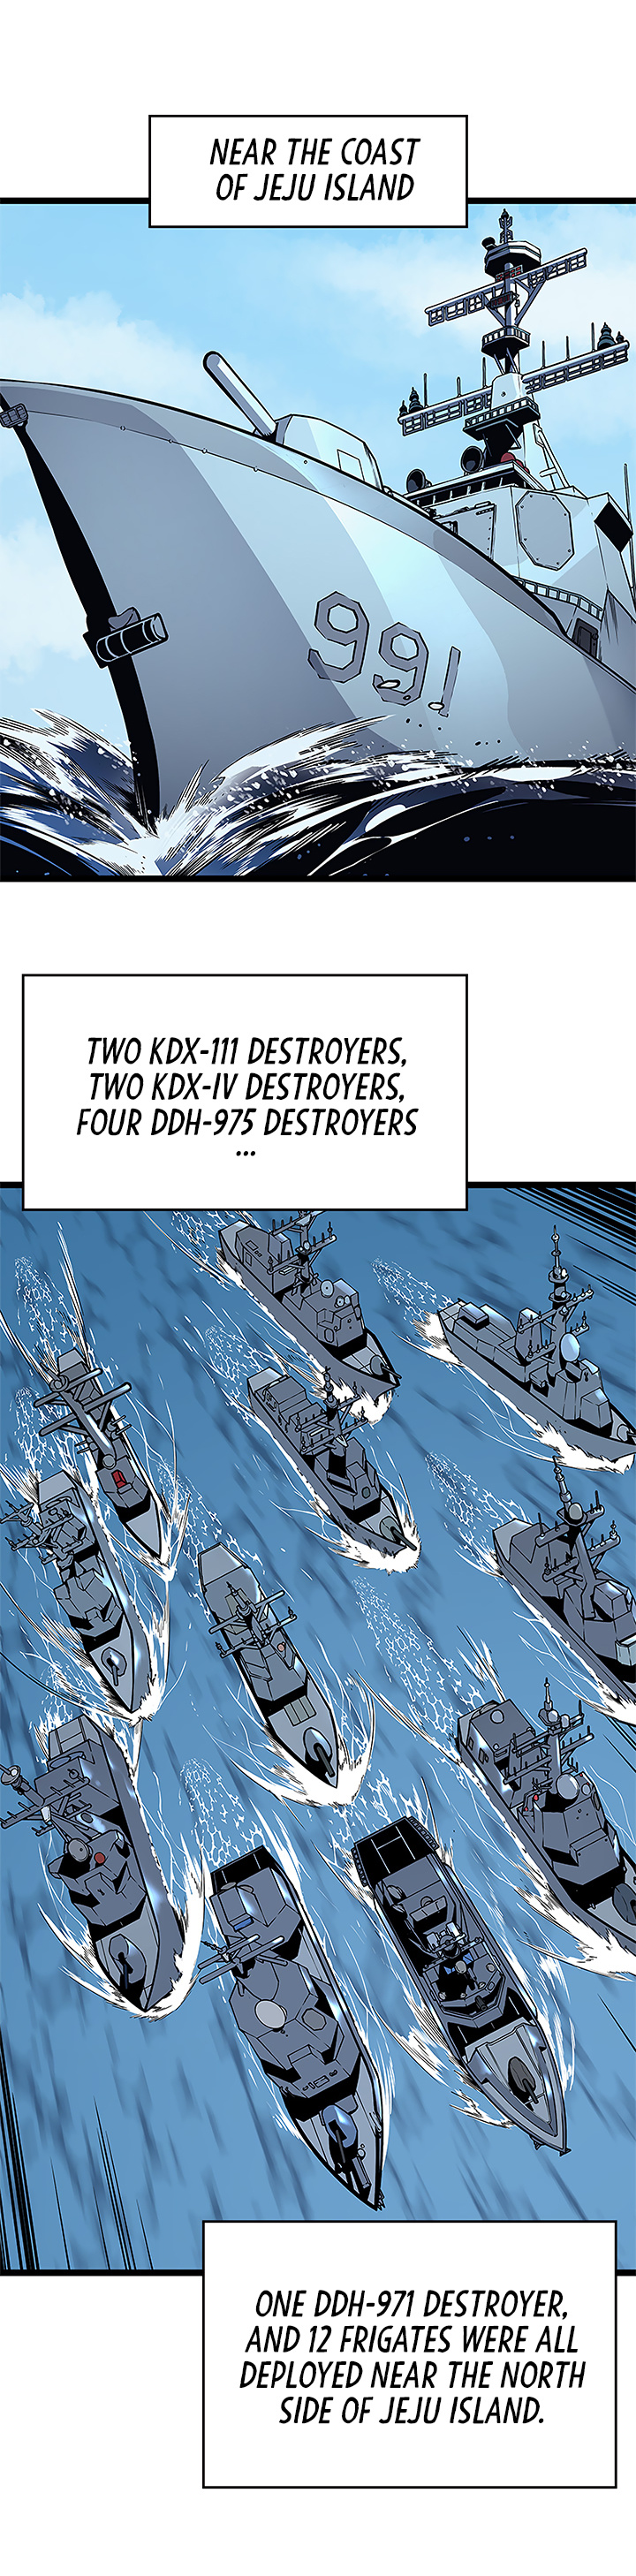 NEAR THE COAST
OF JEJU ISLAND
991
TWO KDX-111 DESTROYERS,
TWO KDX-IV DESTROYERS,
FOUR DDH-975 DESTROYERS
...
ONE DDH-971 DESTROYER,
AND 12 FRIGATES WERE ALL
DEPLOYED NEAR THE NORTH
SIDE OF JEJU ISLAND.